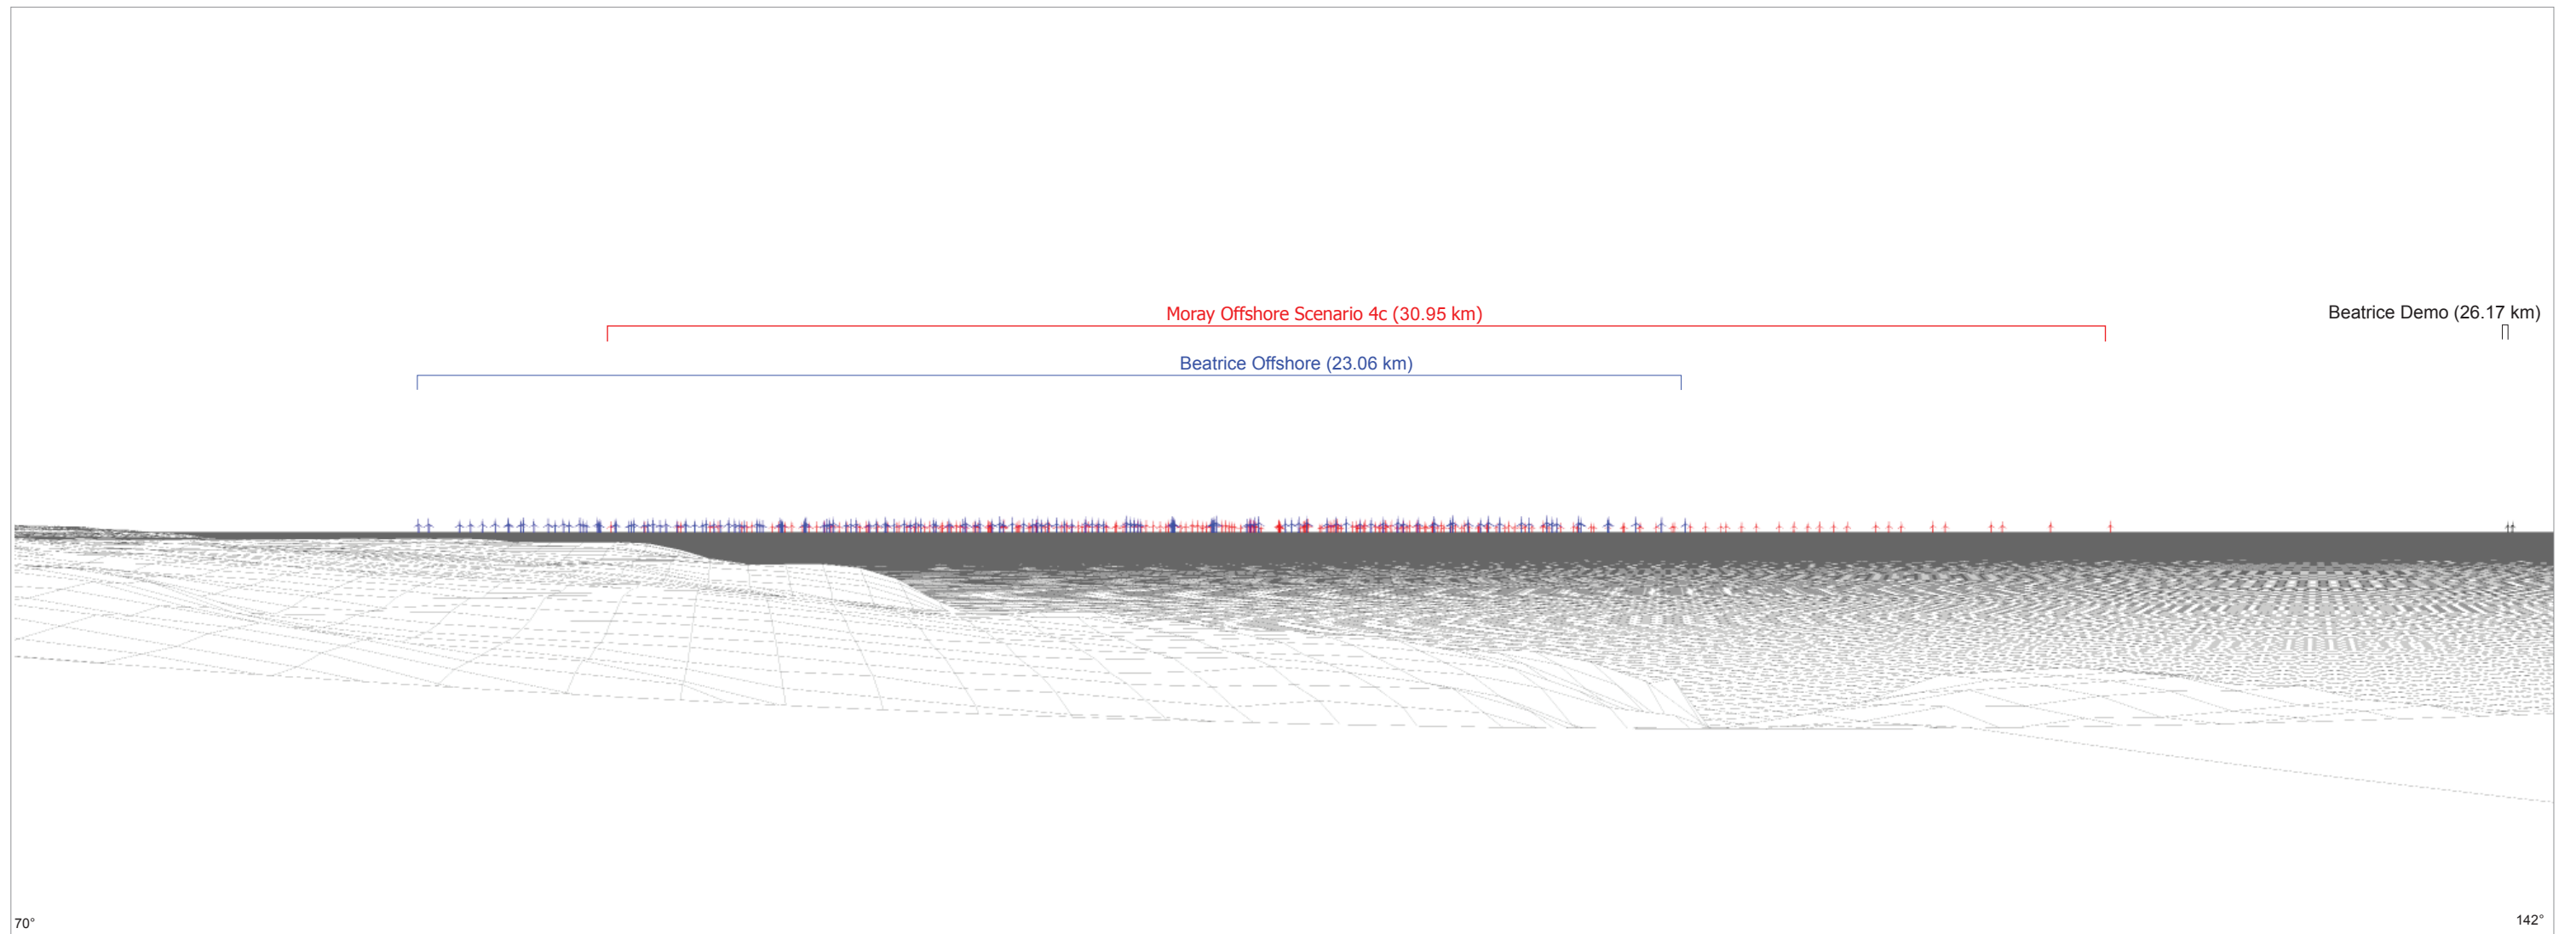 Moray Offshore Scenario 4c (30.95 km)
Beatrice Demo (26.17 km)
Beatrice Offshore (23.06 km)
70°
142°